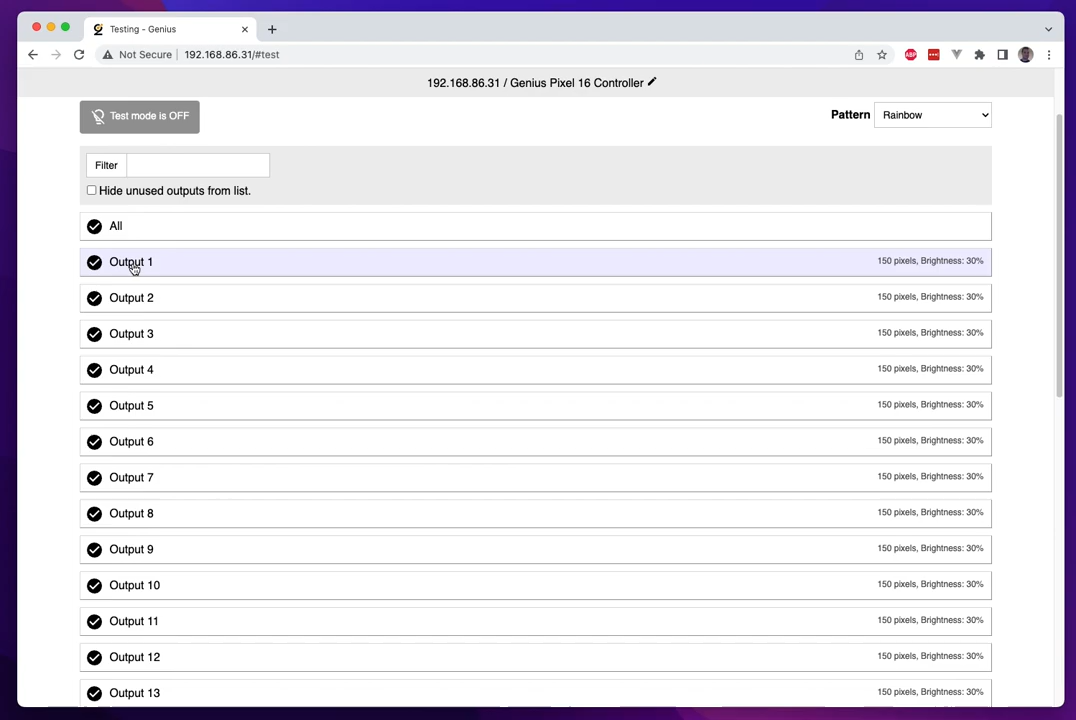 Testing - Genius
Not Secure | 192.168.86.31/#test
ABP
192.168.86.31 / Genius Pixel 16 Controller
Test mode is OFF
Pattern Rainbow
Filter
Hide unused outputs from list.
All
Output 1 150 pixels, Brightness: 30%
Output 2 150 pixels, Brightness: 30%
Output 3 150 pixels, Brightness: 30%
Output 4 150 pixels, Brightness: 30%
Output 5 150 pixels, Brightness: 30%
Output 6 150 pixels, Brightness: 30%
Output 7 150 pixels, Brightness: 30%
Output 8 150 pixels, Brightness: 30%
Output 9 150 pixels, Brightness: 30%
Output 10 150 pixels, Brightness: 30%
Output 11 150 pixels, Brightness: 30%
Output 12 150 pixels, Brightness: 30%
Output 13 150 pixels, Brightness: 30%